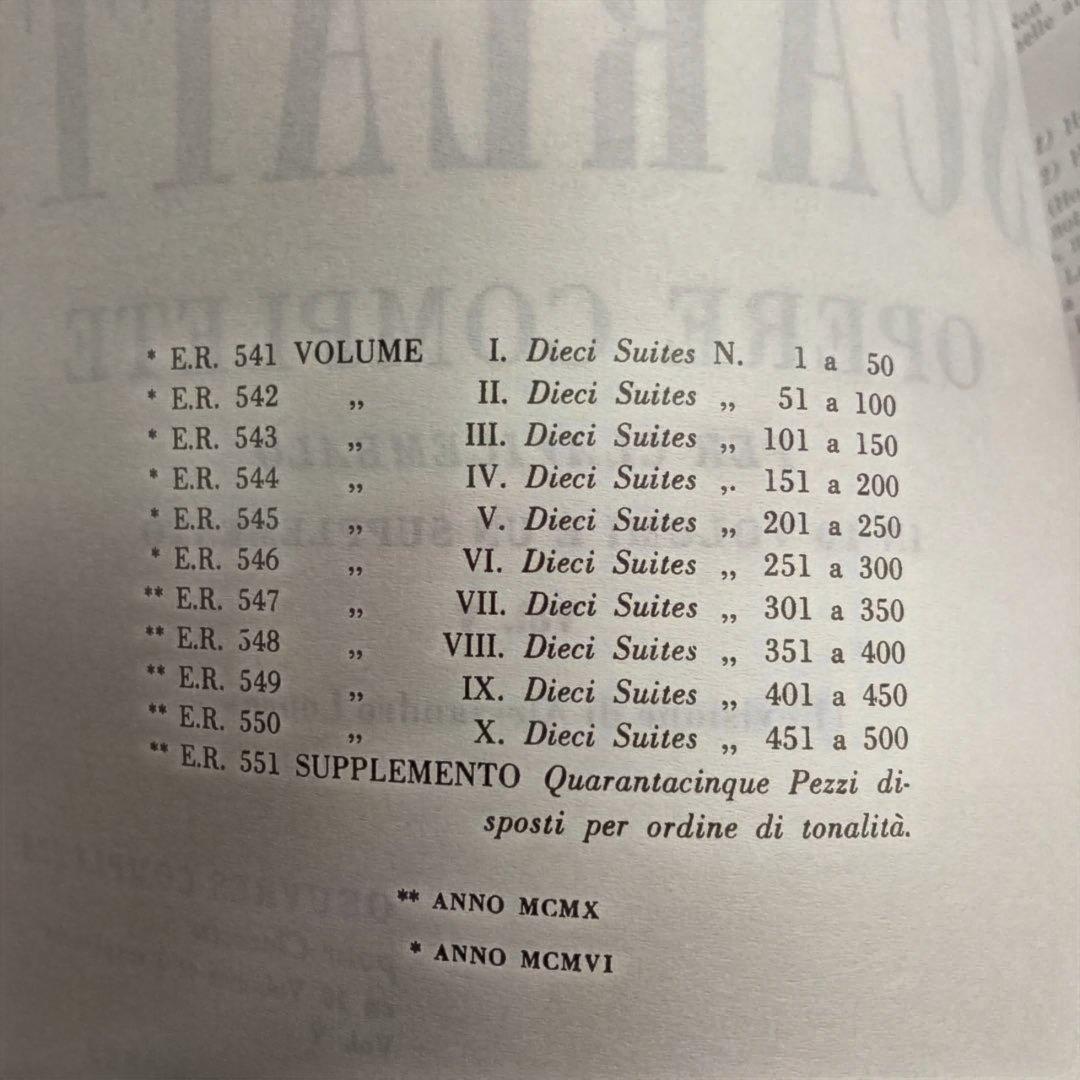 * E.R. 541 VOLUME I. Dieci Suites N. 1 a 50
* E.R. 542 „ II. Dieci Suites „ 51 a 100
* E.R. 543 „ III. Dieci Suites „ 101 a 150
* E.R. 544 „ IV. Dieci Suites „ 151 a 200
* E.R. 545 „ V. Dieci Suites „ 201 a 250
* E.R. 546 „ VI. Dieci Suites „ 251 a 300
** E.R. 547 „ VII. Dieci Suites „ 301 a 350
** E.R. 548 „ VIII. Dieci Suites „ 351 a 400
** E.R. 549 „ IX. Dieci Suites „ 401 a 450
** E.R. 550 „ X. Dieci Suites „ 451 a 500
** E.R. 551 SUPPLEMENTO Quarantacinque Pezzi di-
sposti per ordine di tonalità.
** ANNO MCMX
* ANNO MCMVI